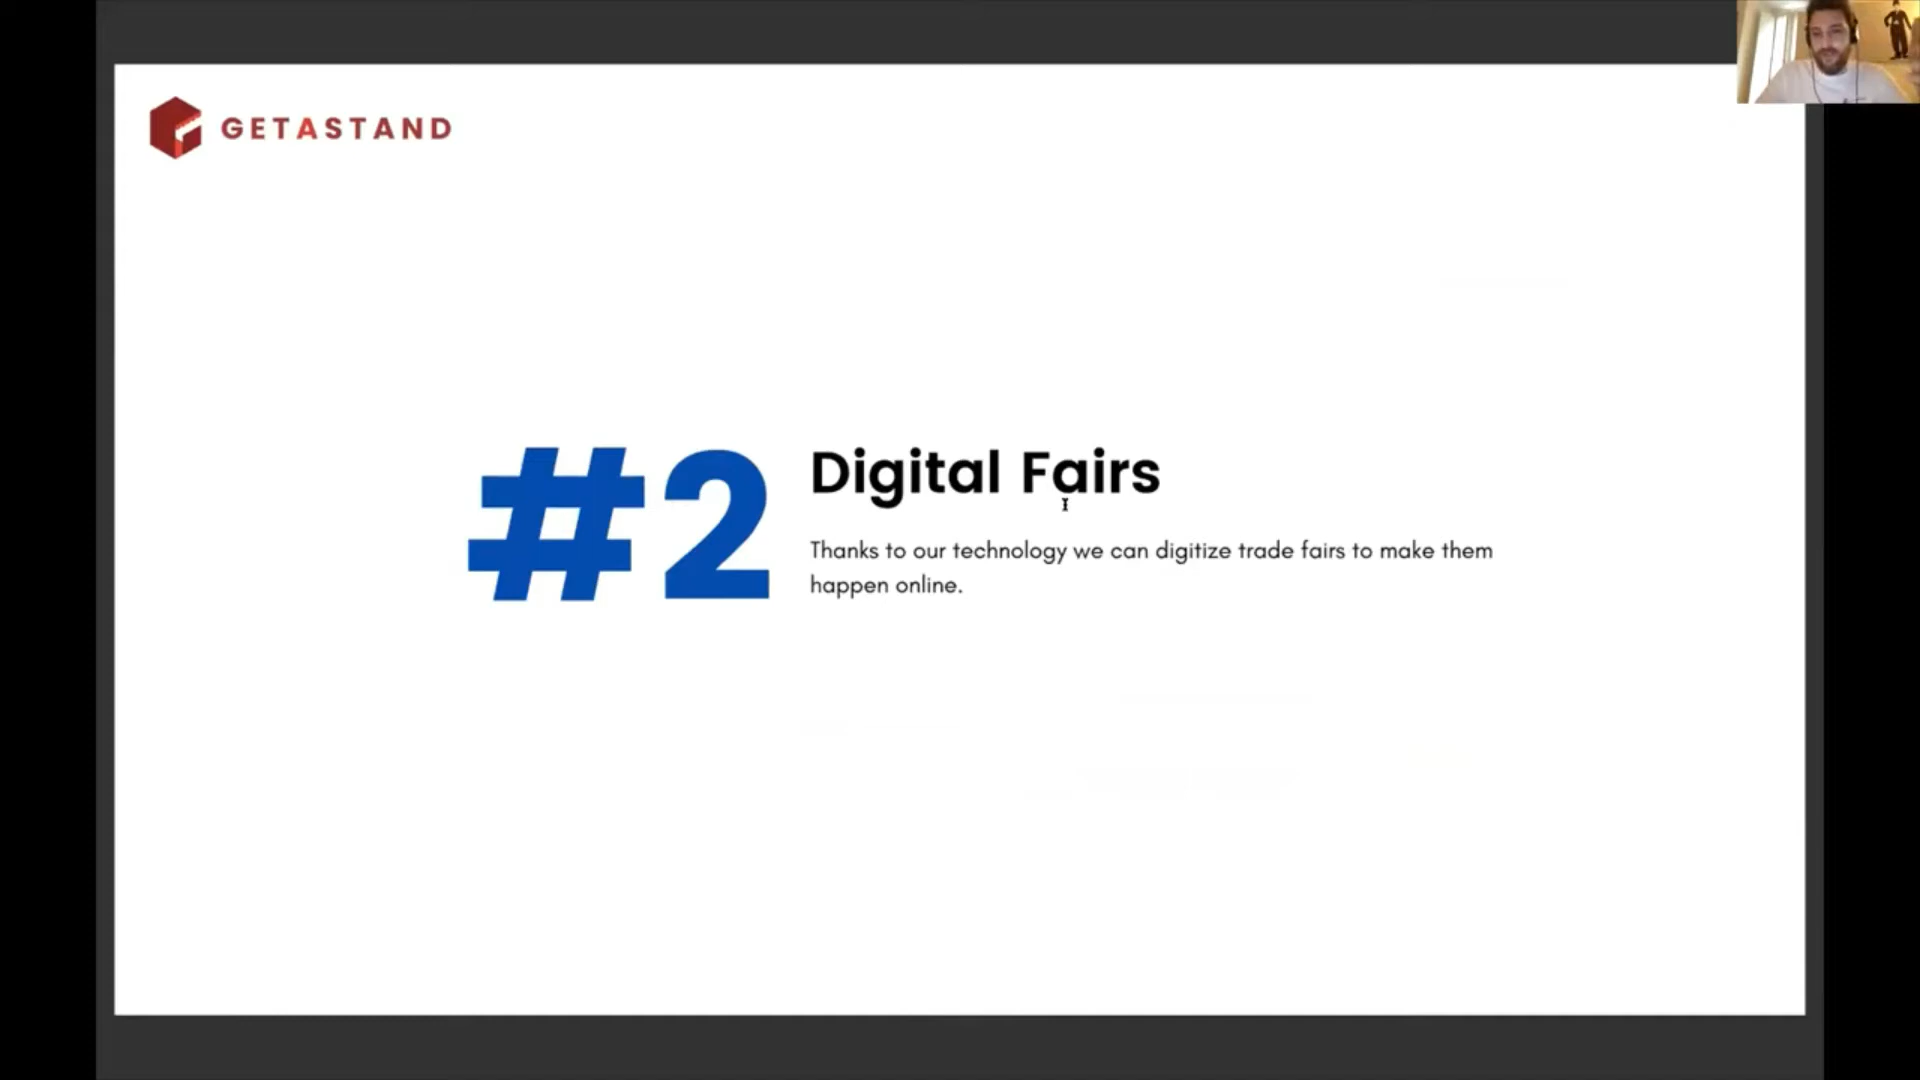 GETASTAND
#2
Digital Fairs
Thanks to our technology we can digitize trade fairs to make them
happen online.